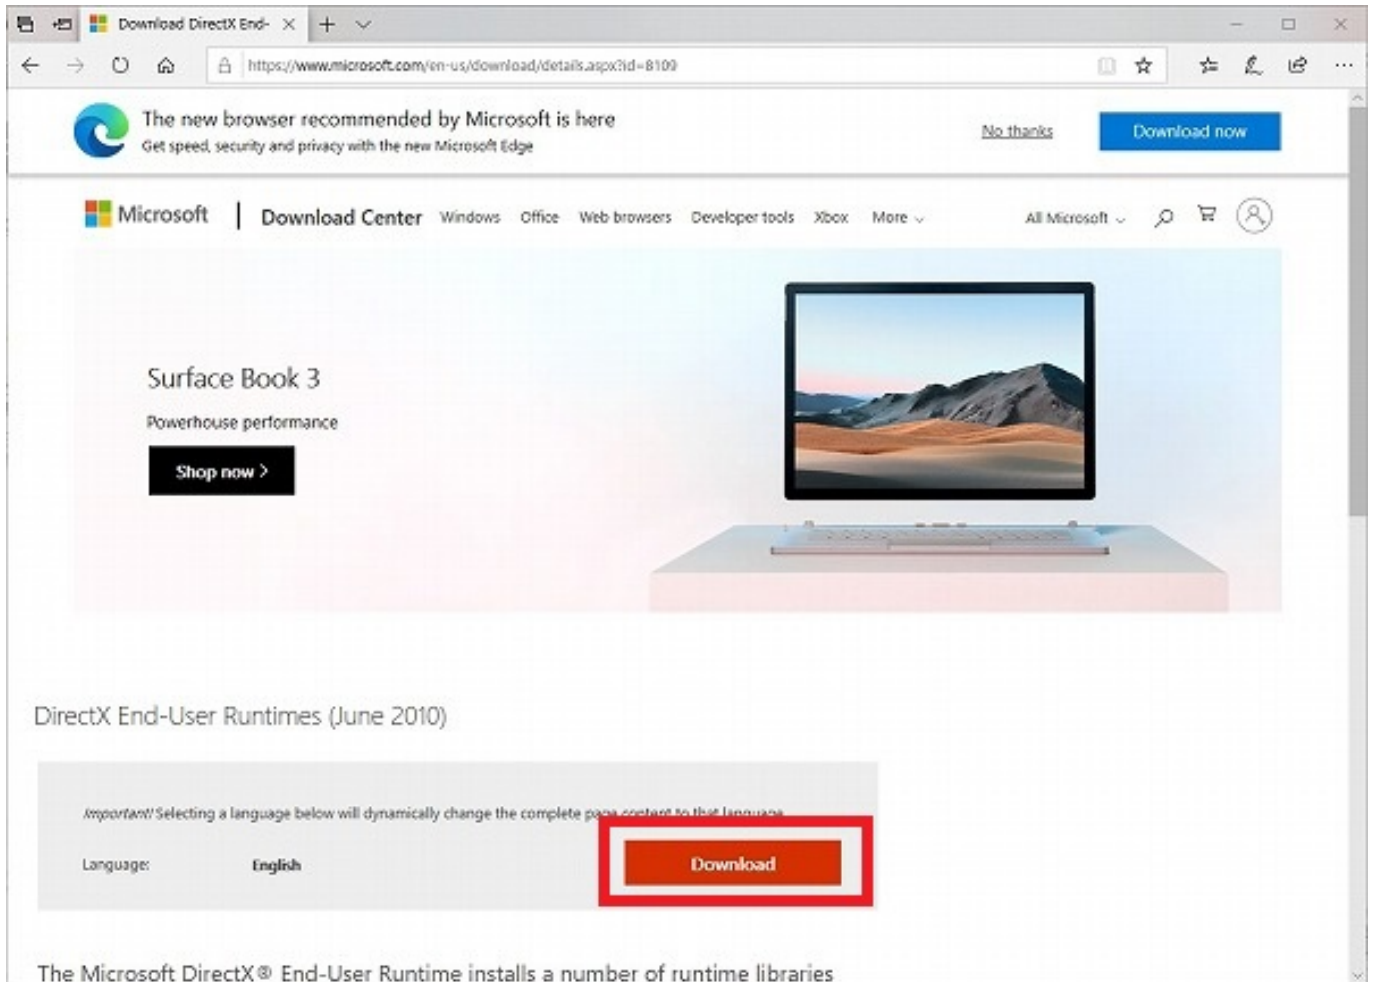 Download DirectX End-
https://www.microsoft.com/en-us/download/details.aspx?id=8109
The new browser recommended by Microsoft is here
Get speed, security and privacy with the new Microsoft Edge
No thanks
Download now
Microsoft
Download Center
Windows
Office
Web browsers
Developer tools
Xbox
More
All Microsoft
Surface Book 3
Powerhouse performance
Shop now >
DirectX End-User Runtimes (June 2010)
Important! Selecting a language below will dynamically change the complete page content to that language.
Language:
English
Download
The Microsoft DirectX® End-User Runtime installs a number of runtime libraries